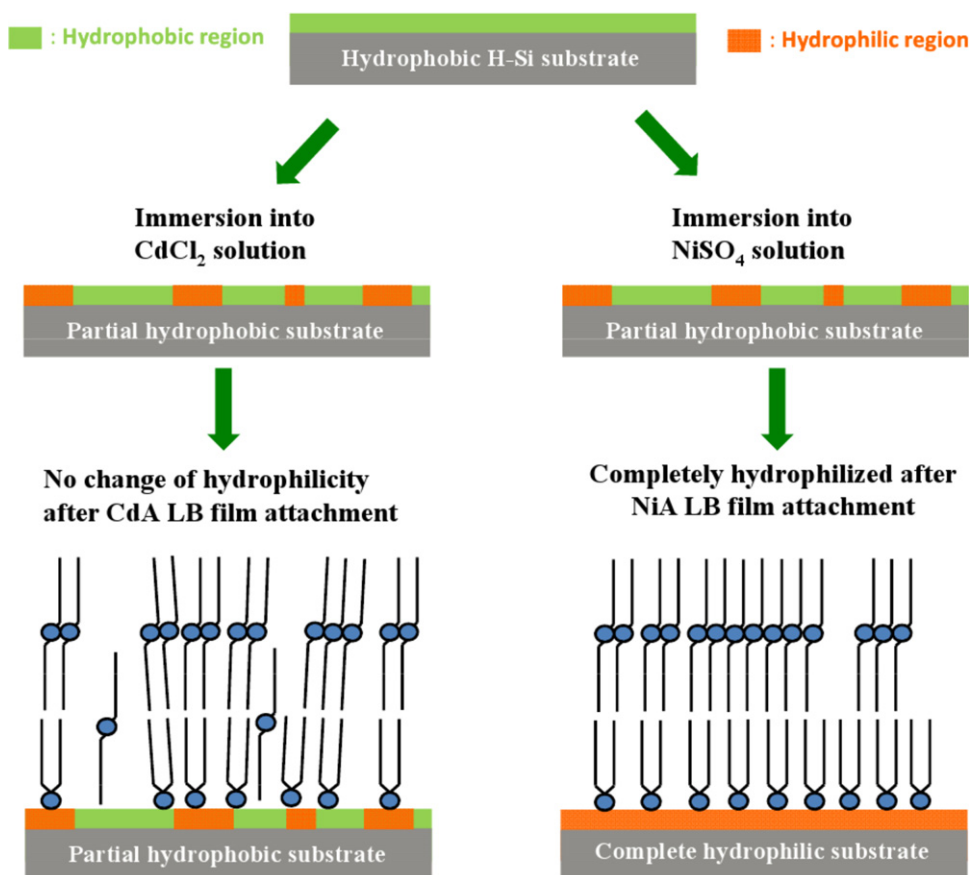 : Hydrophobic region
: Hydrophilic region
Hydrophobic H-Si substrate
Immersion into
CdCl₂ solution
Immersion into
NiSO₄ solution
Partial hydrophobic substrate
Partial hydrophobic substrate
No change of hydrophilicity
after CdA LB film attachment
Completely hydrophilized after
NiA LB film attachment
Partial hydrophobic substrate
Complete hydrophilic substrate